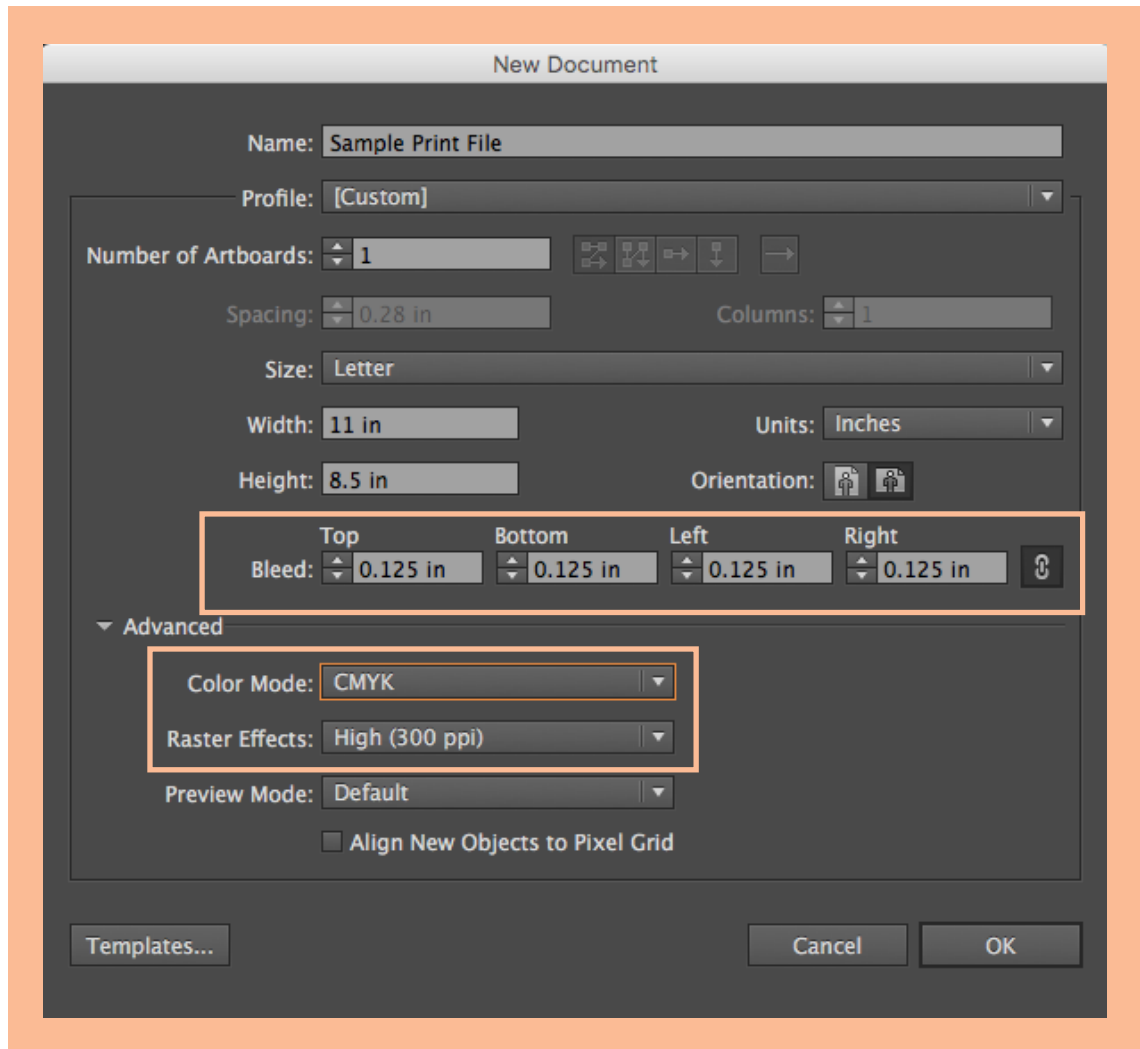 New Document
Name: Sample Print File
Profile: [Custom]
Number of Artboards: 1
Spacing: 0.28 in Columns: 1
Size: Letter
Width: 11 in Units: Inches
Height: 8.5 in Orientation:
Top Bottom Left Right
Bleed: 0.125 in 0.125 in 0.125 in 0.125 in
Advanced
Color Mode: CMYK
Raster Effects: High (300 ppi)
Preview Mode: Default
Align New Objects to Pixel Grid
Templates... Cancel OK